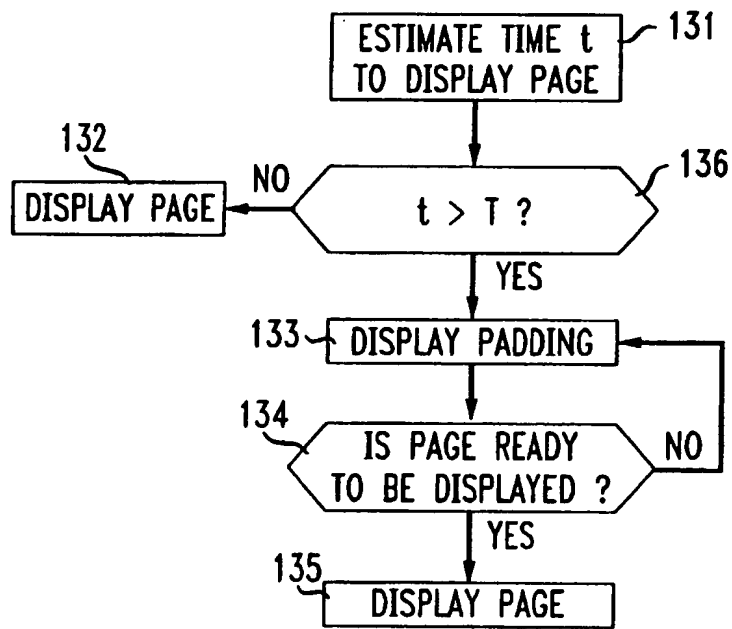 ESTIMATE TIME t
TO DISPLAY PAGE
131
132
DISPLAY PAGE
NO
t > T ?
136
YES
133
DISPLAY PADDING
134
IS PAGE READY
TO BE DISPLAYED ?
NO
YES
135
DISPLAY PAGE